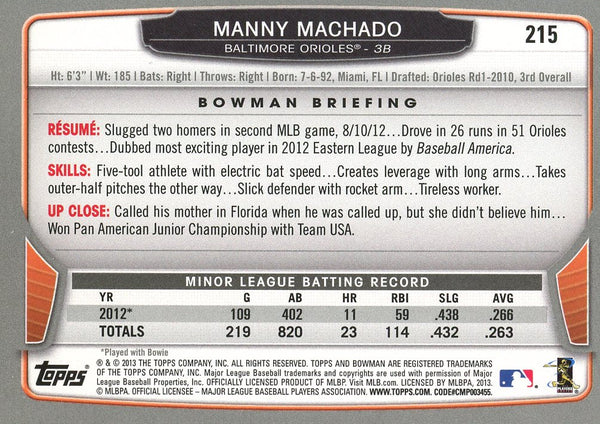 MANNY MACHADO
215
BALTIMORE ORIOLES® - 3B
Ht: 6'3" | Wt: 185 | Bats: Right | Throws: Right | Born: 7-6-92, Miami, FL | Drafted: Orioles Rd1-2010, 3rd Overall
BOWMAN BRIEFING
RÉSUMÉ: Slugged two homers in second MLB game, 8/10/12...Drove in 26 runs in 51 Orioles
contests...Dubbed most exciting player in 2012 Eastern League by Baseball America.
SKILLS: Five-tool athlete with electric bat speed...Creates leverage with long arms...Takes
outer-half pitches the other way...Slick defender with rocket arm...Tireless worker.
UP CLOSE: Called his mother in Florida when he was called up, but she didn't believe him...
Won Pan American Junior Championship with Team USA.
MINOR LEAGUE BATTING RECORD
YR G AB HR RBI SLG AVG
2012* 109 402 11 59 .438 .266
TOTALS 219 820 23 114 .432 .263
*Played with Bowie
Topps
® & © 2013 THE TOPPS COMPANY, INC. ALL RIGHTS RESERVED. TOPPS AND BOWMAN ARE REGISTERED TRADEMARKS
OF THE TOPPS COMPANY, INC. Major League Baseball trademarks and copyrights are used with permission of Major
League Baseball Properties, Inc. OFFICIALLY LICENSED PRODUCT OF MLBP. Visit MLB.com. LICENSED BY MLBPA, 2013.
© MLBPA. OFFICIAL LICENSEE – MAJOR LEAGUE BASEBALL PLAYERS ASSOCIATION. WWW.TOPPS.COM. CODE#CMP003455.